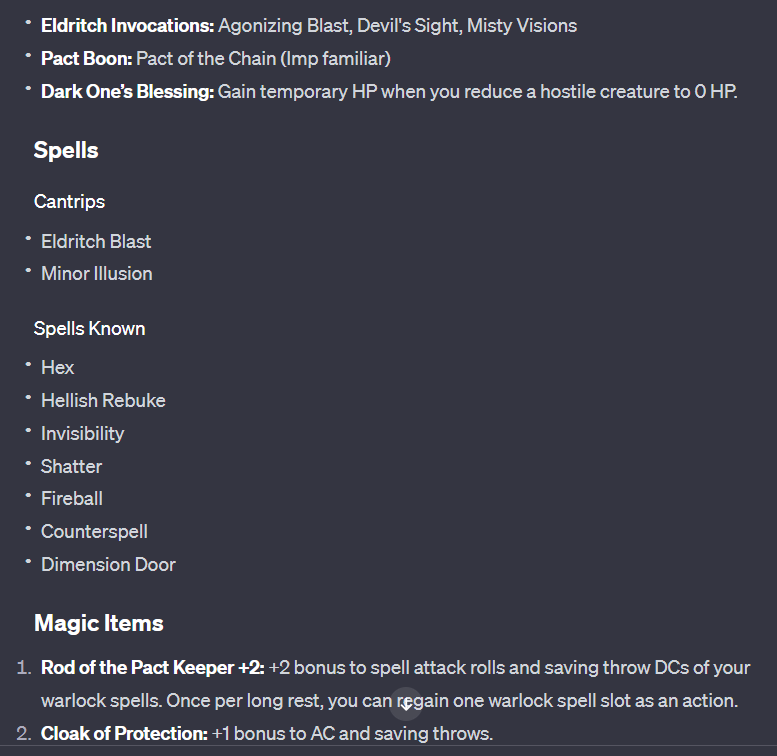 • Eldritch Invocations: Agonizing Blast, Devil's Sight, Misty Visions
• Pact Boon: Pact of the Chain (Imp familiar)
• Dark One’s Blessing: Gain temporary HP when you reduce a hostile creature to 0 HP.
Spells
Cantrips
• Eldritch Blast
• Minor Illusion
Spells Known
• Hex
• Hellish Rebuke
• Invisibility
• Shatter
• Fireball
• Counterspell
• Dimension Door
Magic Items
1. Rod of the Pact Keeper +2: +2 bonus to spell attack rolls and saving throw DCs of your
warlock spells. Once per long rest, you can regain one warlock spell slot as an action.
2. Cloak of Protection: +1 bonus to AC and saving throws.